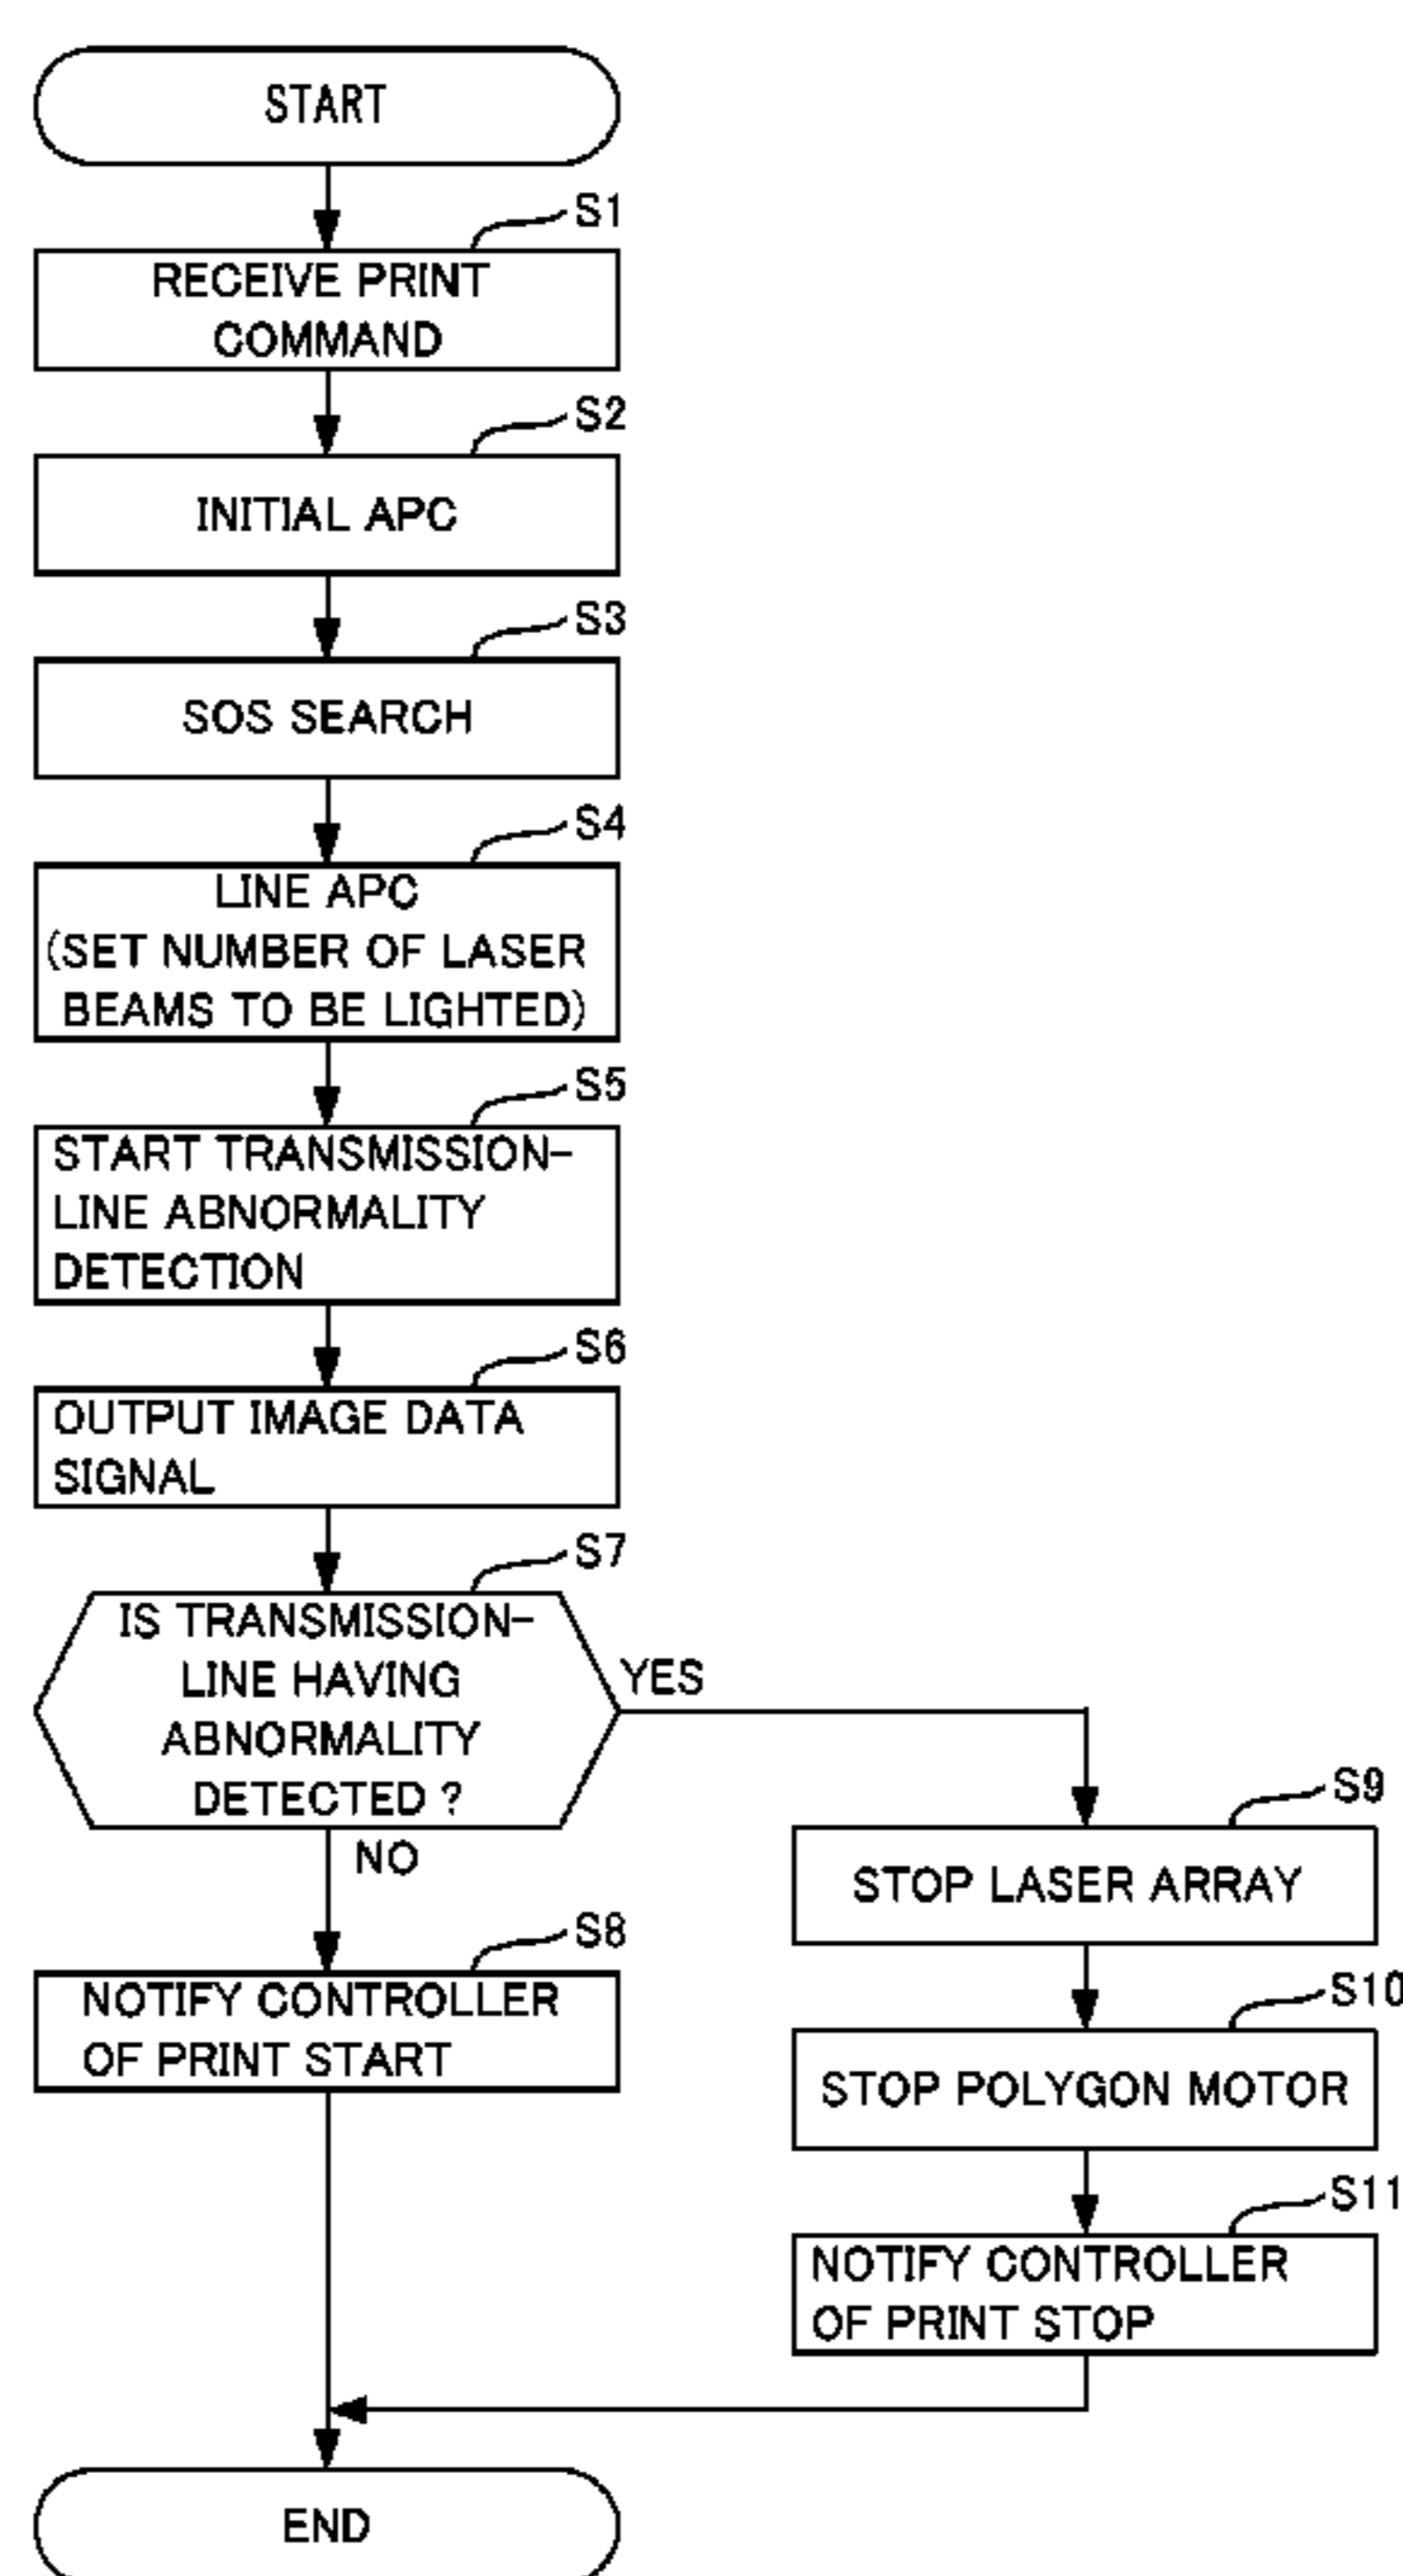 START
S1
RECEIVE PRINT
COMMAND
S2
INITIAL APC
S3
SOS SEARCH
S4
LINE APC
(SET NUMBER OF LASER
BEAMS TO BE LIGHTED)
S5
START TRANSMISSION-
LINE ABNORMALITY
DETECTION
S6
OUTPUT IMAGE DATA
SIGNAL
S7
IS TRANSMISSION-
LINE HAVING
ABNORMALITY
DETECTED ?
YES
NO
S8
NOTIFY CONTROLLER
OF PRINT START
S9
STOP LASER ARRAY
S10
STOP POLYGON MOTOR
S11
NOTIFY CONTROLLER
OF PRINT STOP
END